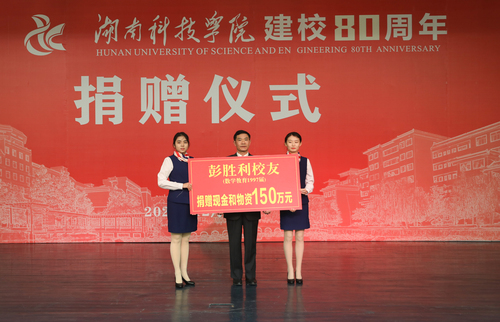 湖南科技学院 建校80周年
HUNAN UNIVERSITY OF SCIENCE AND EN GINEERING 80TH ANNIVERSARY
捐赠仪式
彭胜利校友
(数学教育1997届)
捐赠现金和物资150万元